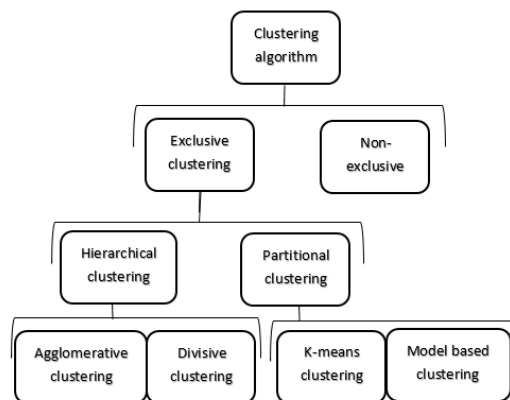 Clustering
algorithm
Exclusive
clustering
Non-
exclusive
Hierarchical
clustering
Partitional
clustering
Agglomerative
clustering
Divisive
clustering
K-means
clustering
Model based
clustering